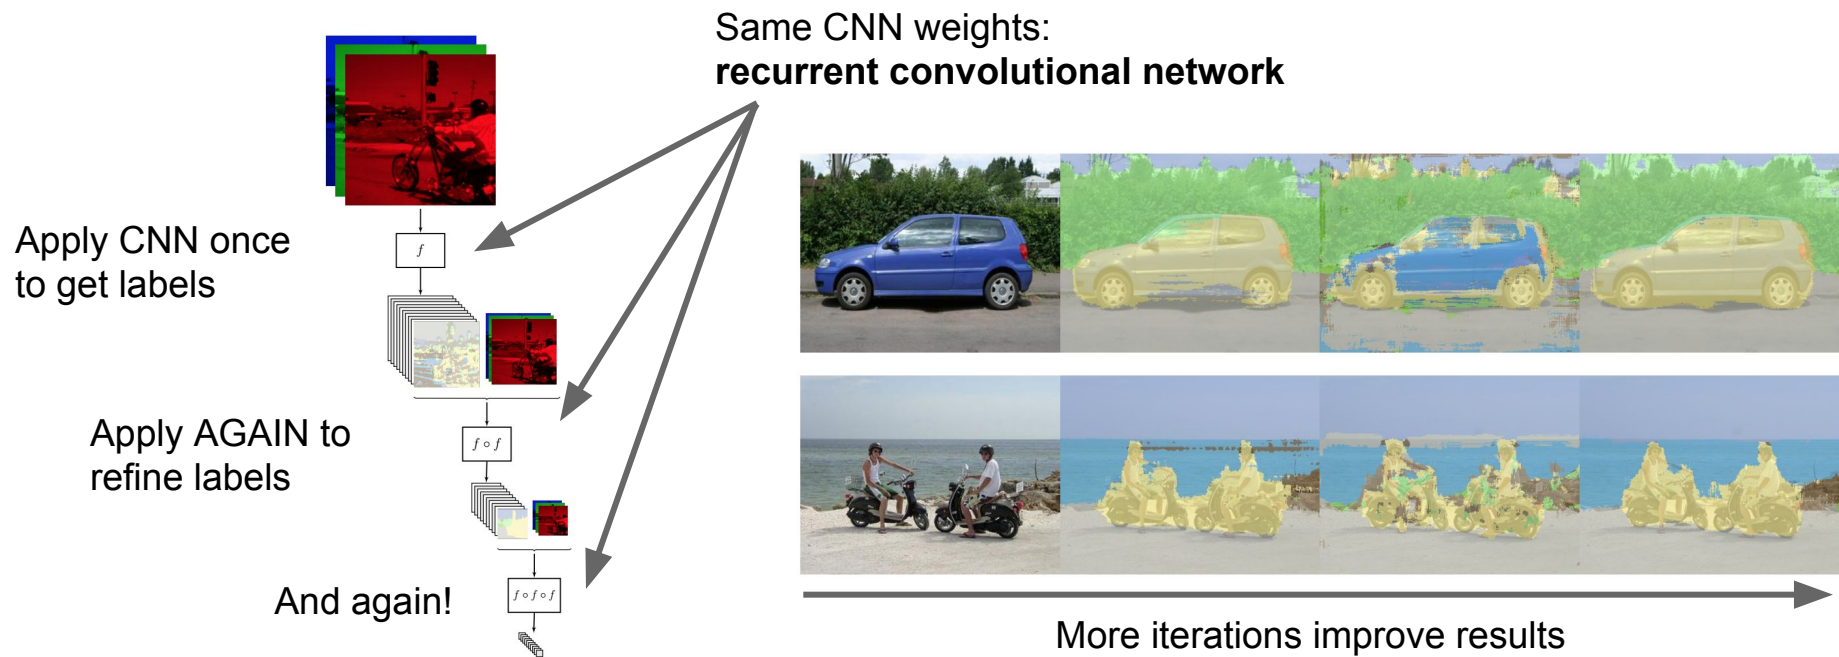 Same CNN weights:
recurrent convolutional network
Apply CNN once
to get labels
f
Apply AGAIN to
refine labels
f ∘ f
And again!
f ∘ f ∘ f
More iterations improve results